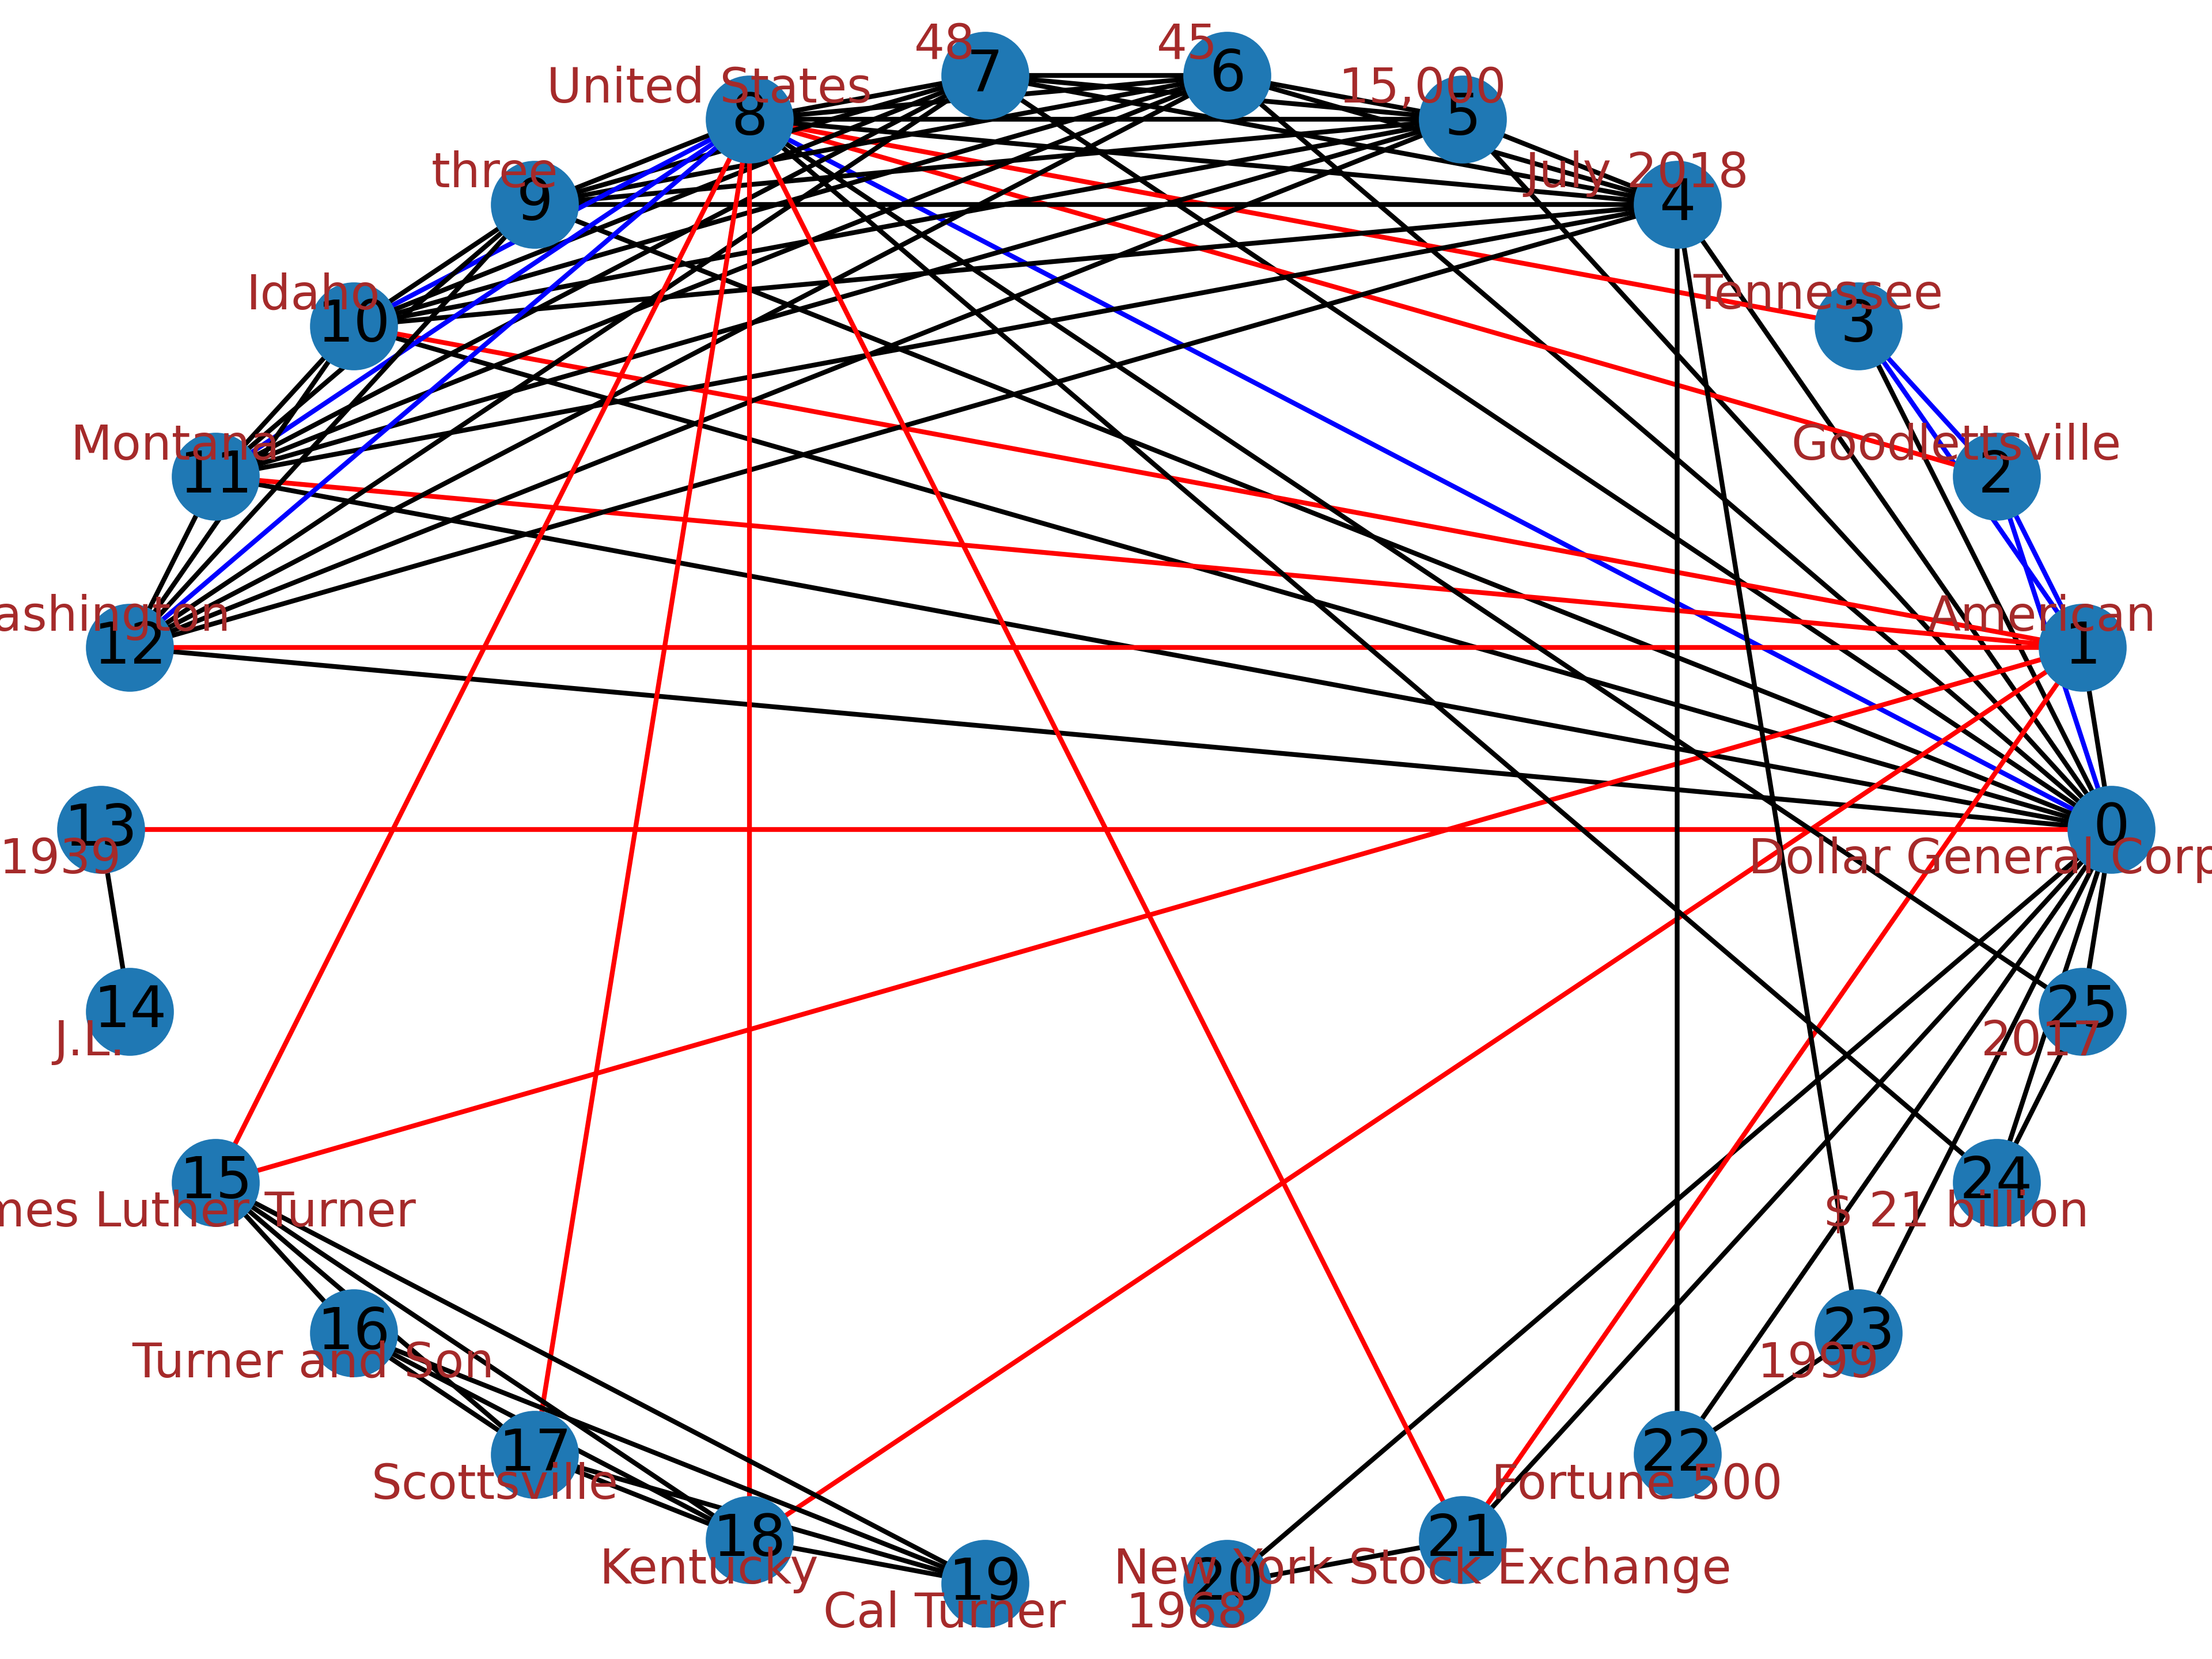 48
7
45
6
United States
8
15,000
5
three
9
July 2018
4
Idaho
10
Tennessee
3
Montana
11
Goodlettsville
2
ashington
12
American
1
13
1939
0
Dollar General Corp
14
J.L.
25
2017
15
mes Luther Turner
24
$ 21 billion
16
Turner and Son
23
1999
17
Scottsville
22
Fortune 500
18
Kentucky
21
New York Stock Exchange
19
Cal Turner
20
1968